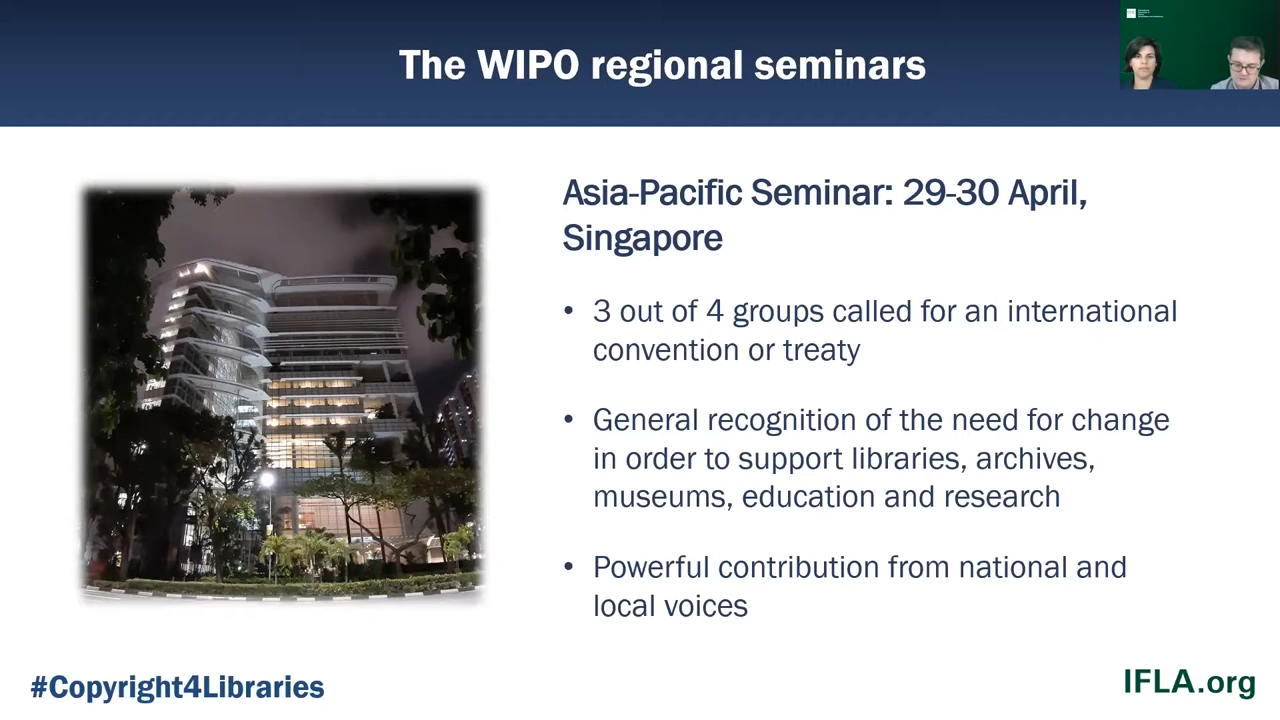 The WIPO regional seminars
Asia-Pacific Seminar: 29-30 April,
Singapore
• 3 out of 4 groups called for an international
convention or treaty
• General recognition of the need for change
in order to support libraries, archives,
museums, education and research
• Powerful contribution from national and
local voices
#Copyright4Libraries
IFLA.org